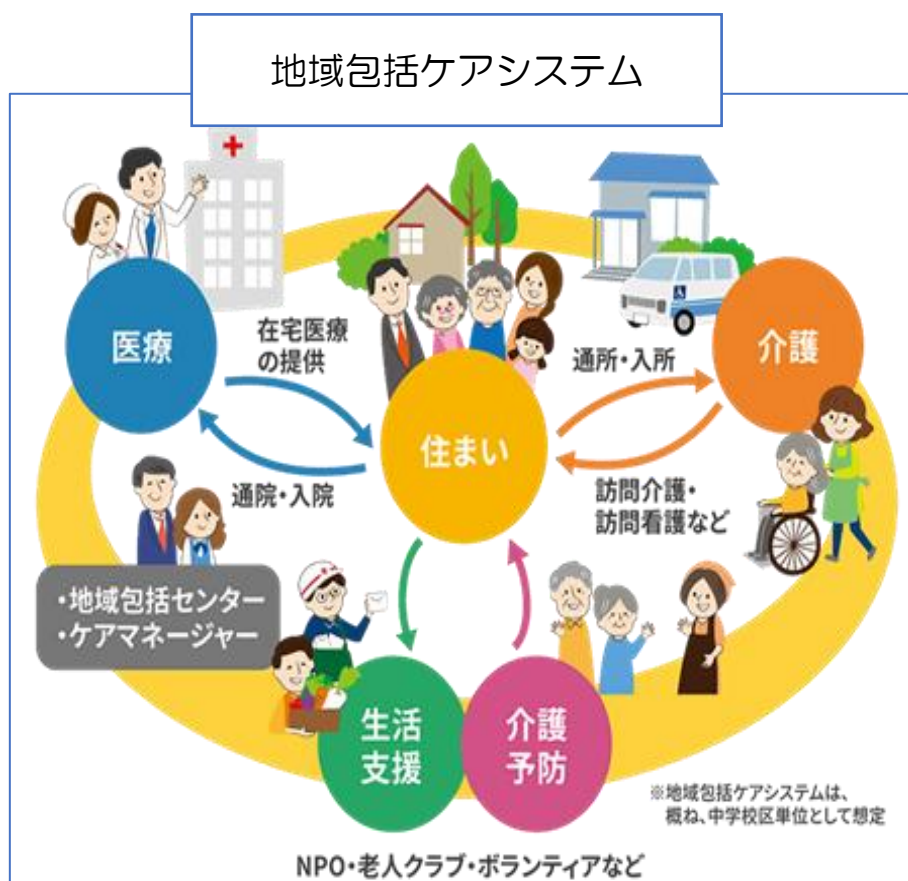 地域包括ケアシステム
医療
在宅医療
の提供
通院・入院
住まい
通所・入所
介護
訪問介護・
訪問看護など
・地域包括センター
・ケアマネージャー
生活
支援
介護
予防
※地域包括ケアシステムは、
概ね、中学校区単位として想定
NPO・老人クラブ・ボランティアなど